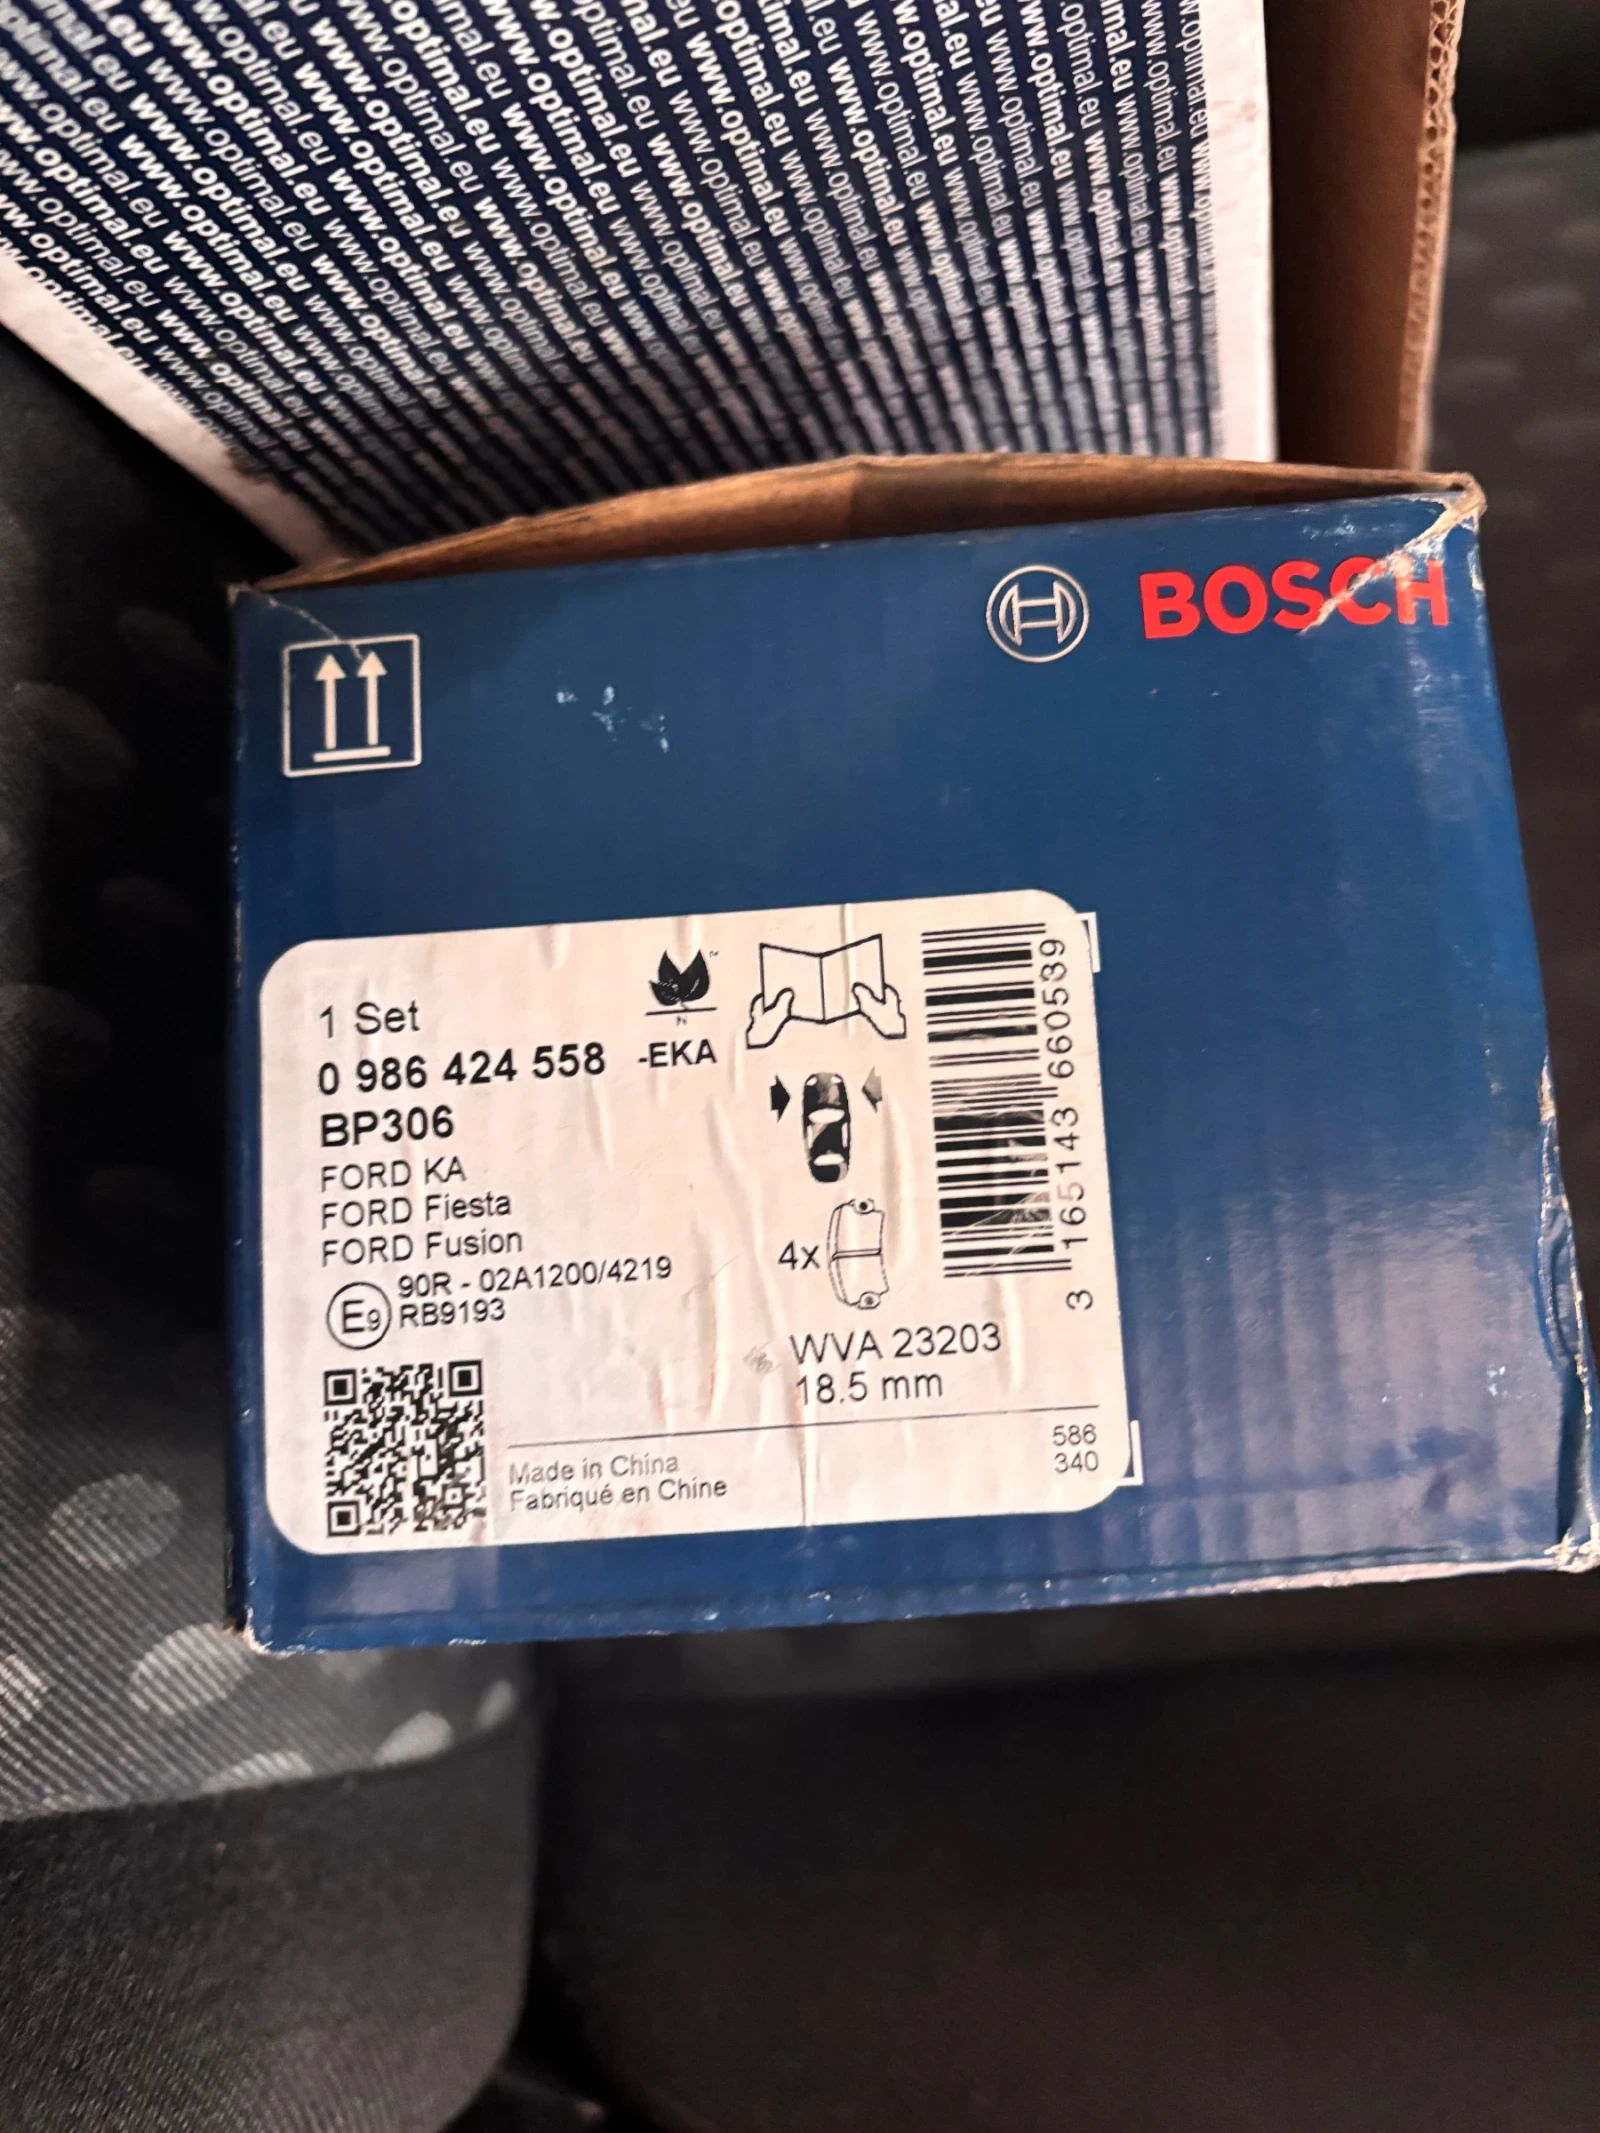 www.optimal.eu www.optimal.eu www.optimal.eu
BOSCH
1 Set
0 986 424 558 -EKA
BP306
FORD KA
FORD Fiesta
FORD Fusion
E9 90R - 02A1200/4219
RB9193
N
4x
WVA 23203
18.5 mm
3 165143 660539
Made in China
Fabriqué en Chine
586
340